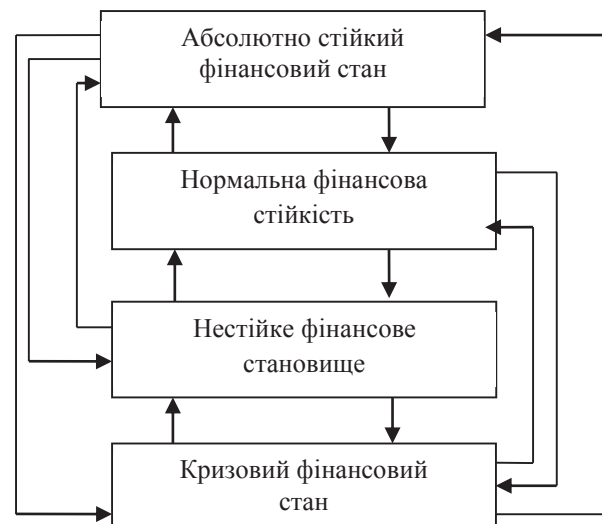 Абсолютно стійкий
фінансовий стан
Нормальна фінансова
стійкість
Нестійке фінансове
становище
Кризовий фінансовий
стан